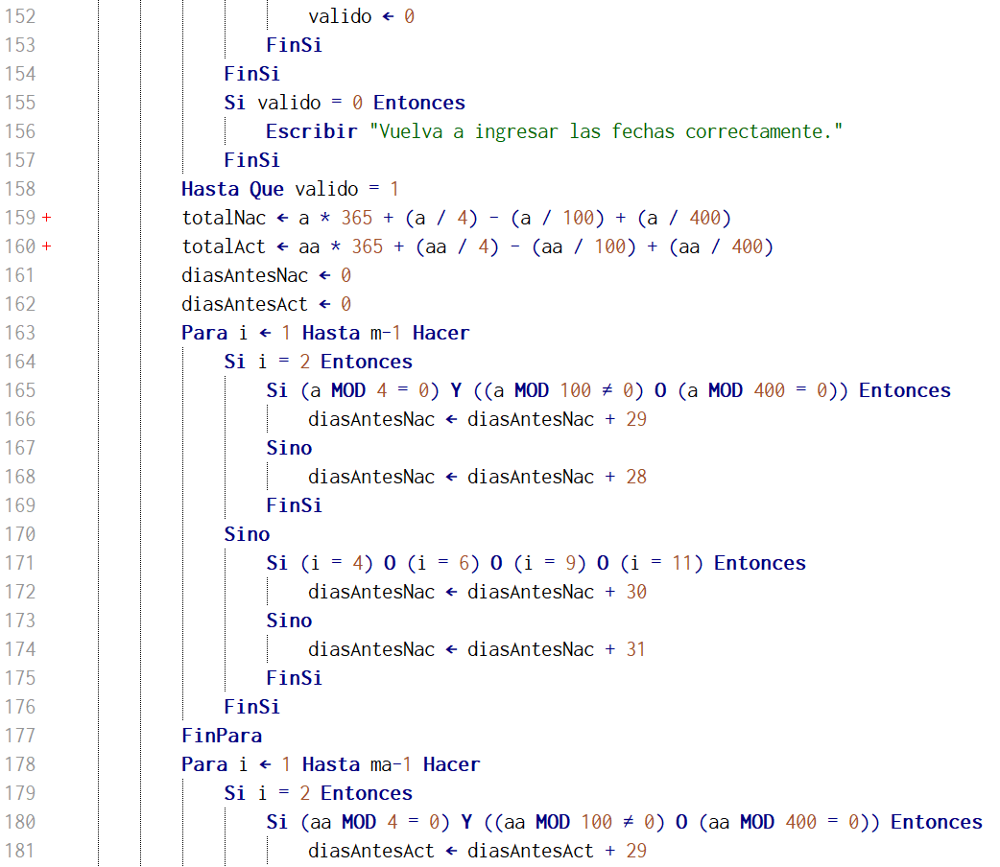 152 valido ← 0
153 FinSi
154 FinSi
155 Si valido = 0 Entonces
156 Escribir "Vuelva a ingresar las fechas correctamente."
157 FinSi
158 Hasta Que valido = 1
159 + totalNac ← a * 365 + (a / 4) - (a / 100) + (a / 400)
160 + totalAct ← aa * 365 + (aa / 4) - (aa / 100) + (aa / 400)
161 diasAntesNac ← 0
162 diasAntesAct ← 0
163 Para i ← 1 Hasta m-1 Hacer
164 Si i = 2 Entonces
165 Si (a MOD 4 = 0) Y ((a MOD 100 ≠ 0) O (a MOD 400 = 0)) Entonces
166 diasAntesNac ← diasAntesNac + 29
167 Sino
168 diasAntesNac ← diasAntesNac + 28
169 FinSi
170 Sino
171 Si (i = 4) O (i = 6) O (i = 9) O (i = 11) Entonces
172 diasAntesNac ← diasAntesNac + 30
173 Sino
174 diasAntesNac ← diasAntesNac + 31
175 FinSi
176 FinSi
177 FinPara
178 Para i ← 1 Hasta ma-1 Hacer
179 Si i = 2 Entonces
180 Si (aa MOD 4 = 0) Y ((aa MOD 100 ≠ 0) O (aa MOD 400 = 0)) Entonces
181 diasAntesAct ← diasAntesAct + 29